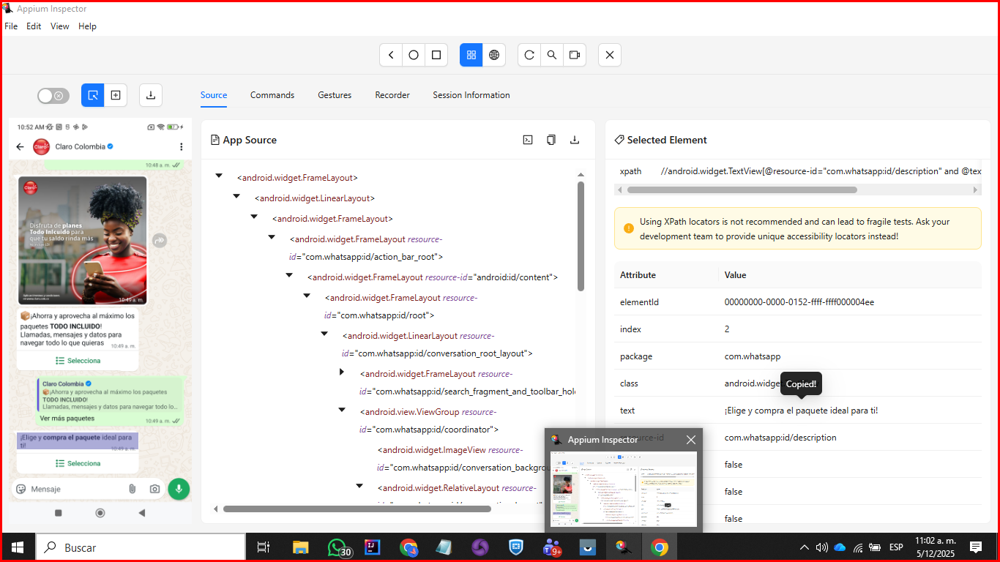 Appium Inspector
File Edit View Help
Source Commands Gestures Recorder Session Information
10:52 AM
Claro Colombia
10:48 a. m.
Claro
Disfruta de planes
Todo Inlcuido para
que tu saldo rinda más
10:49 a. m.
📦¡Ahorra y aprovecha al máximo los
paquetes TODO INCLUIDO!
Llamadas, mensajes y datos para
navegar todo lo que quieras
10:49 a. m.
Selecciona
Claro Colombia
📦¡Ahorra y aprovecha al máximo los paquetes
TODO INCLUIDO!
Llamadas, mensajes y datos para navegar todo lo...
Ver más paquetes
10:49 a. m.
¡Elige y compra el paquete ideal para
ti!
10:49 a. m.
Selecciona
Mensaje
App Source
<android.widget.FrameLayout>
<android.widget.LinearLayout>
<android.widget.FrameLayout>
<android.widget.FrameLayout resource-
id="com.whatsapp:id/action_bar_root">
<android.widget.FrameLayout resource-id="android:id/content">
<android.widget.FrameLayout resource-
id="com.whatsapp:id/root">
<android.widget.LinearLayout resource-
id="com.whatsapp:id/conversation_root_layout">
<android.widget.FrameLayout resource-
id="com.whatsapp:id/search_fragment_and_toolbar_hol
<android.view.ViewGroup resource-
id="com.whatsapp:id/coordinator">
<android.widget.ImageView resource-
id="com.whatsapp:id/conversation_backgrou
<android.widget.RelativeLayout resource-
Selected Element
xpath //android.widget.TextView[@resource-id="com.whatsapp:id/description" and @tex
Using XPath locators is not recommended and can lead to fragile tests. Ask your
development team to provide unique accessibility locators instead!
Attribute Value
elementId 00000000-0000-0152-ffff-ffff000004ee
index 2
package com.whatsapp
class android.widget
Copied!
text ¡Elige y compra el paquete ideal para ti!
resource-id com.whatsapp:id/description
false
false
false
Appium Inspector
Buscar
30
9+
ESP
11:02 a. m.
5/12/2025